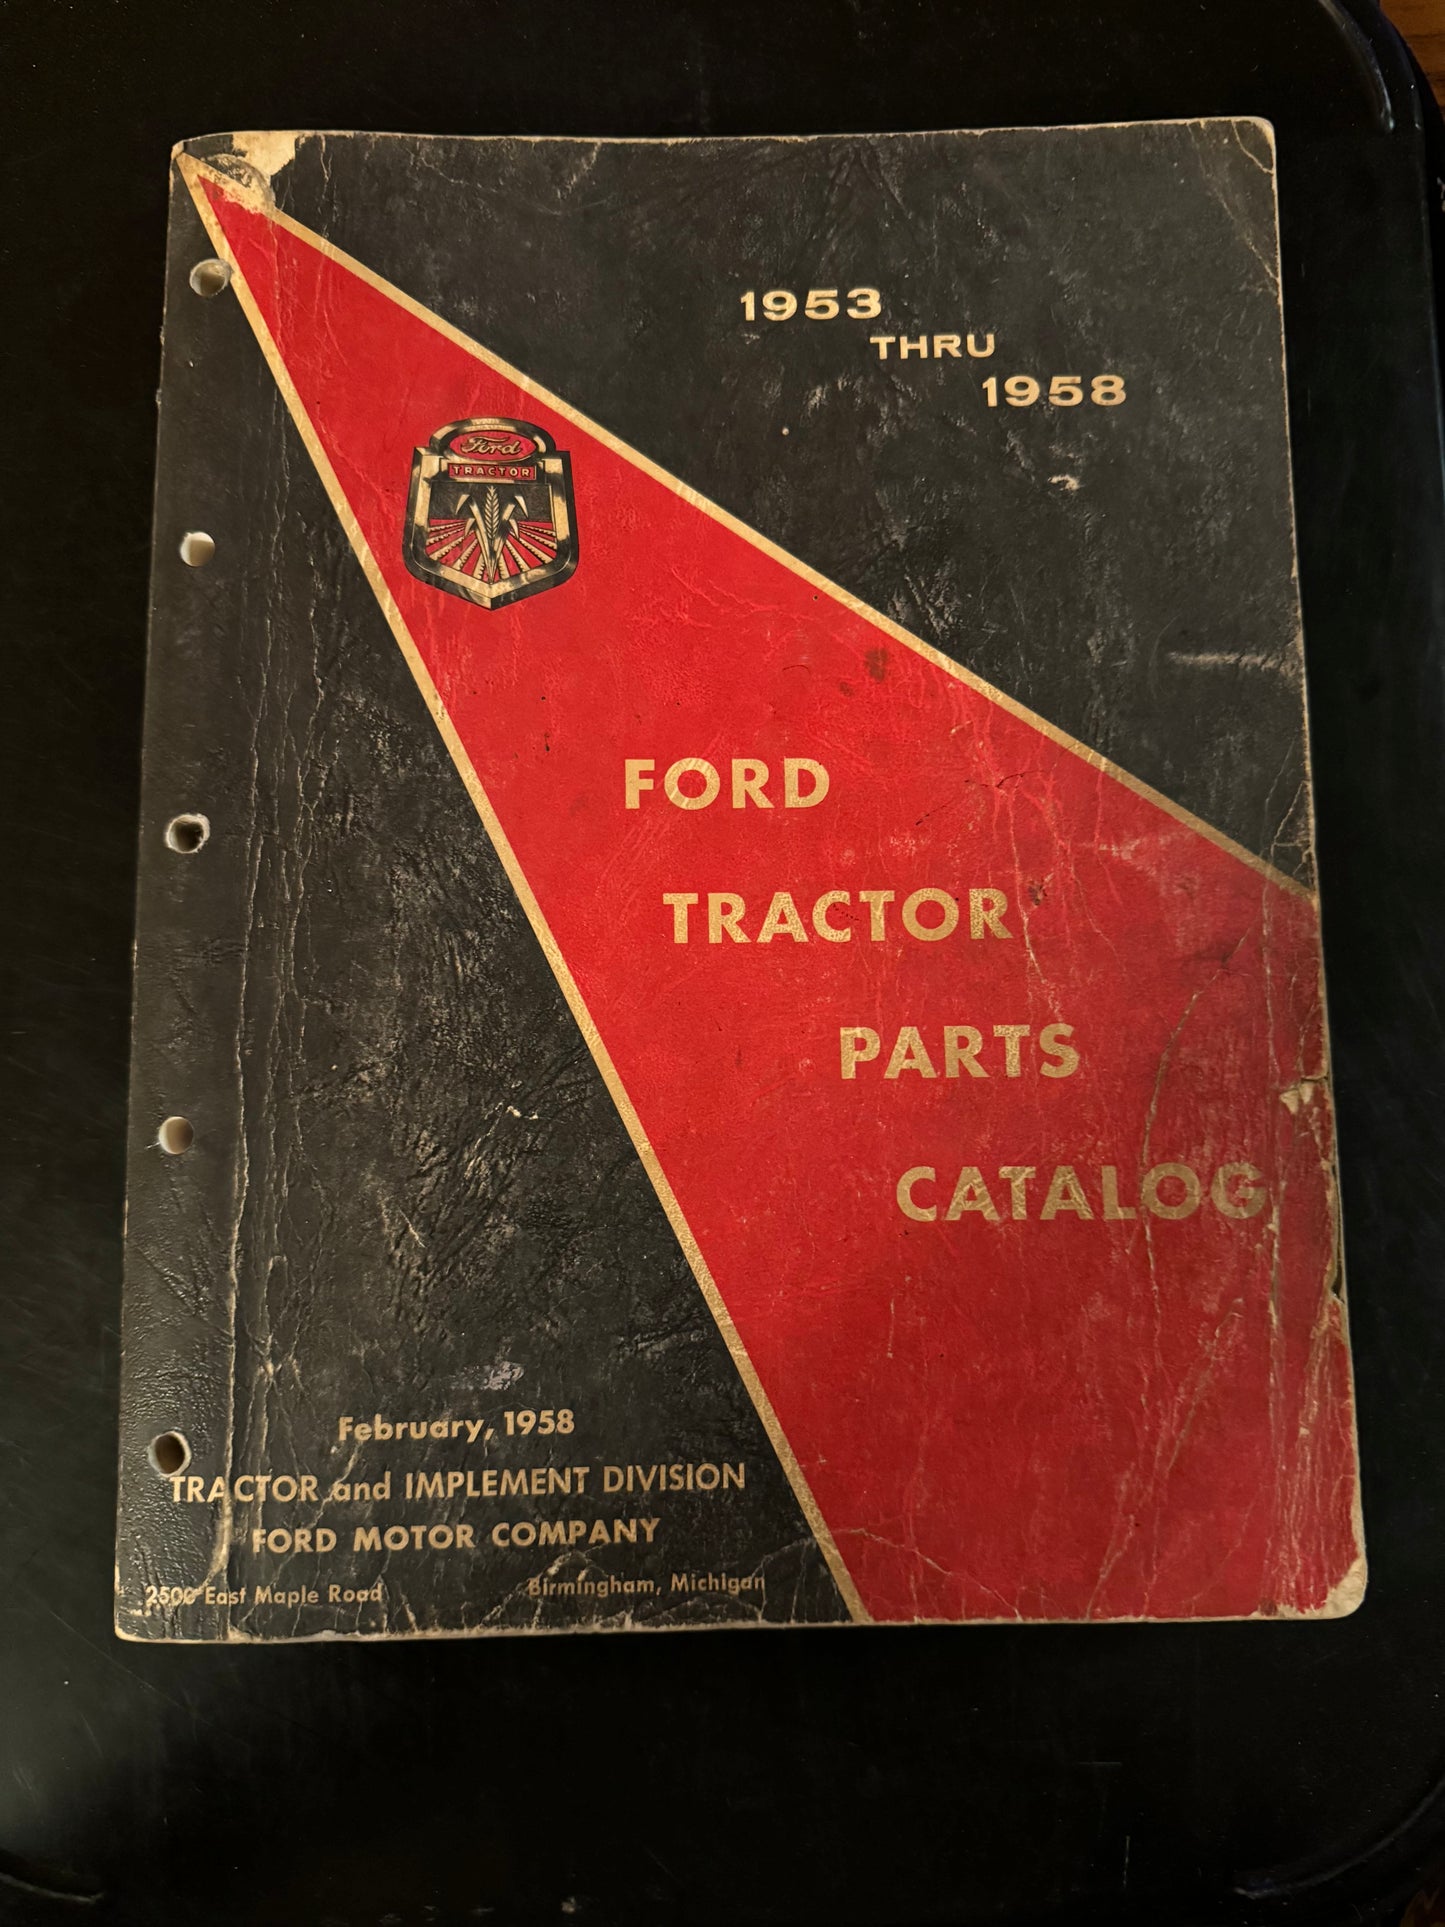 1953
THRU
1958
Ford
TRACTOR
FORD
TRACTOR
PARTS
CATALOG
February, 1958
TRACTOR and IMPLEMENT DIVISION
FORD MOTOR COMPANY
2500 East Maple Road Birmingham, Michigan